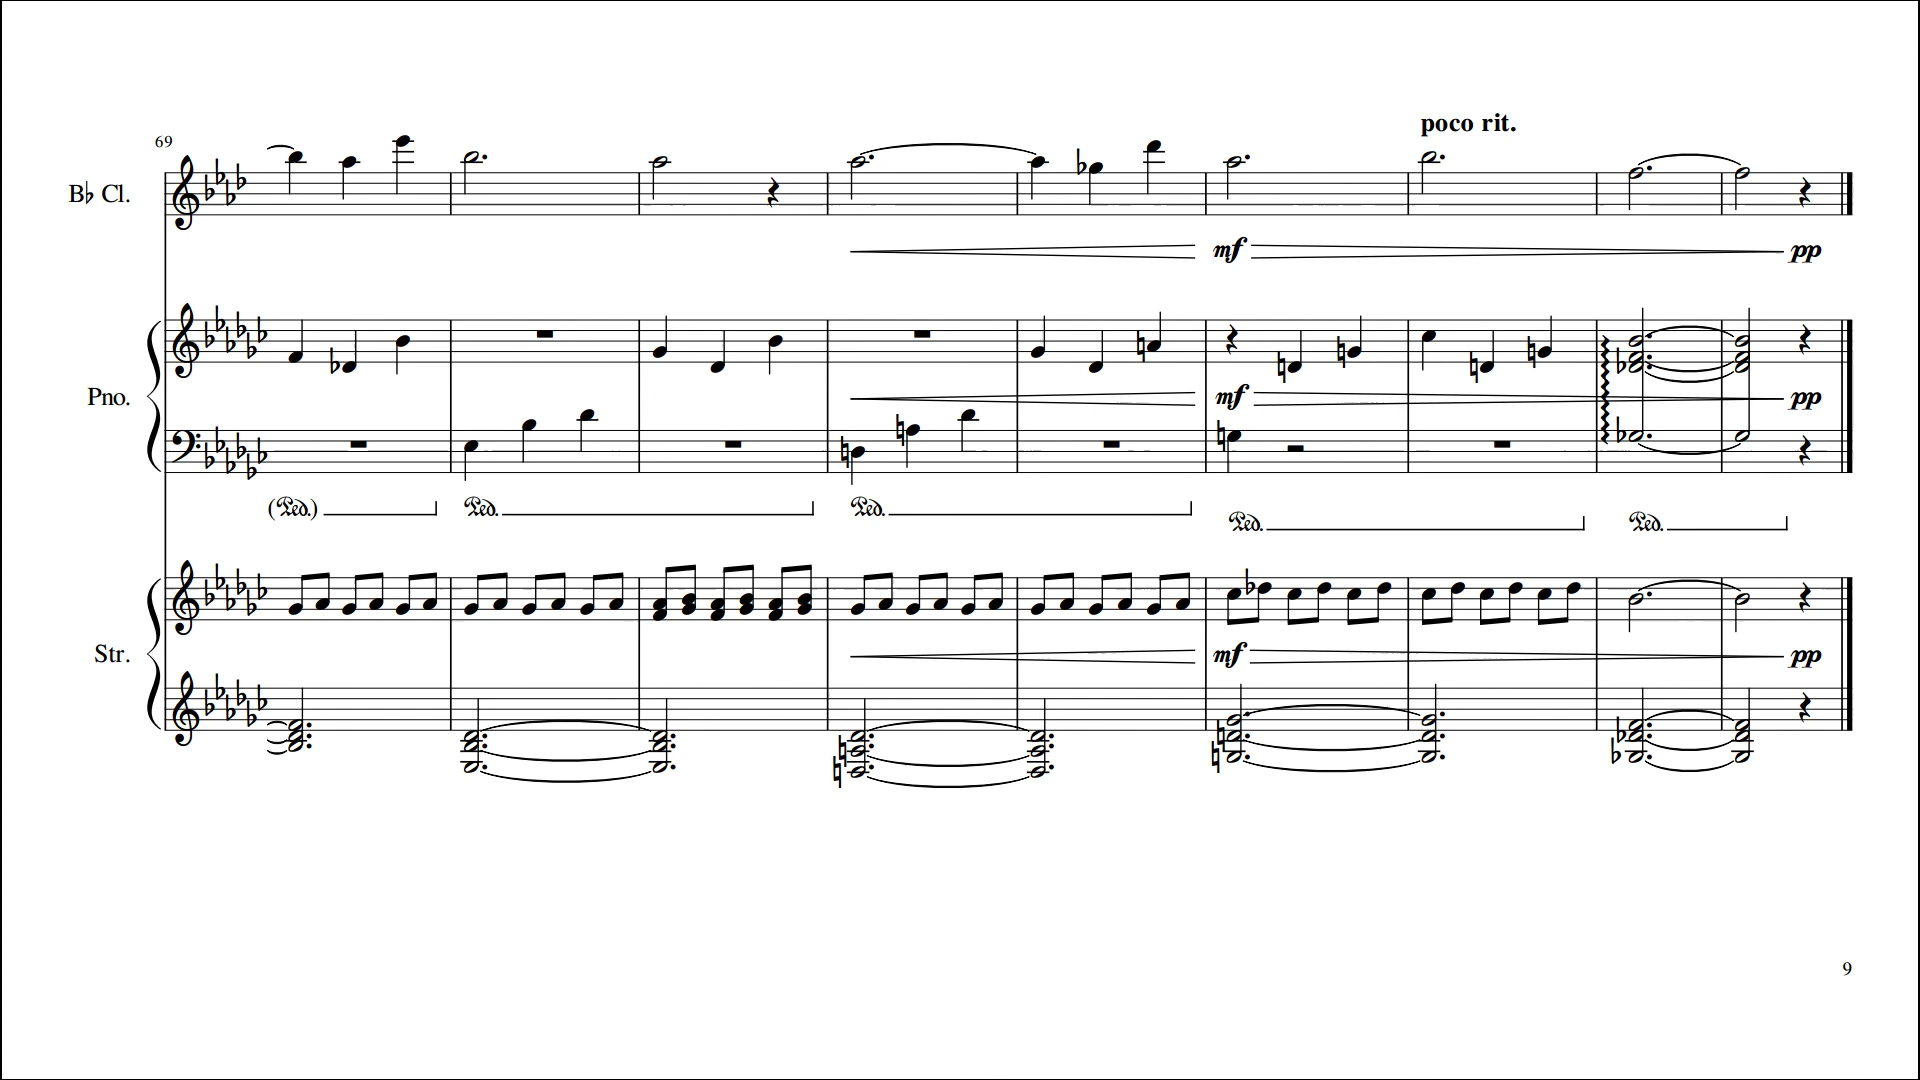 poco rit.
69
B♭ Cl.
mf
pp
Pno.
mf
pp
(Ped.) Ped. Ped. Ped. Ped.
Str.
mf
pp
9